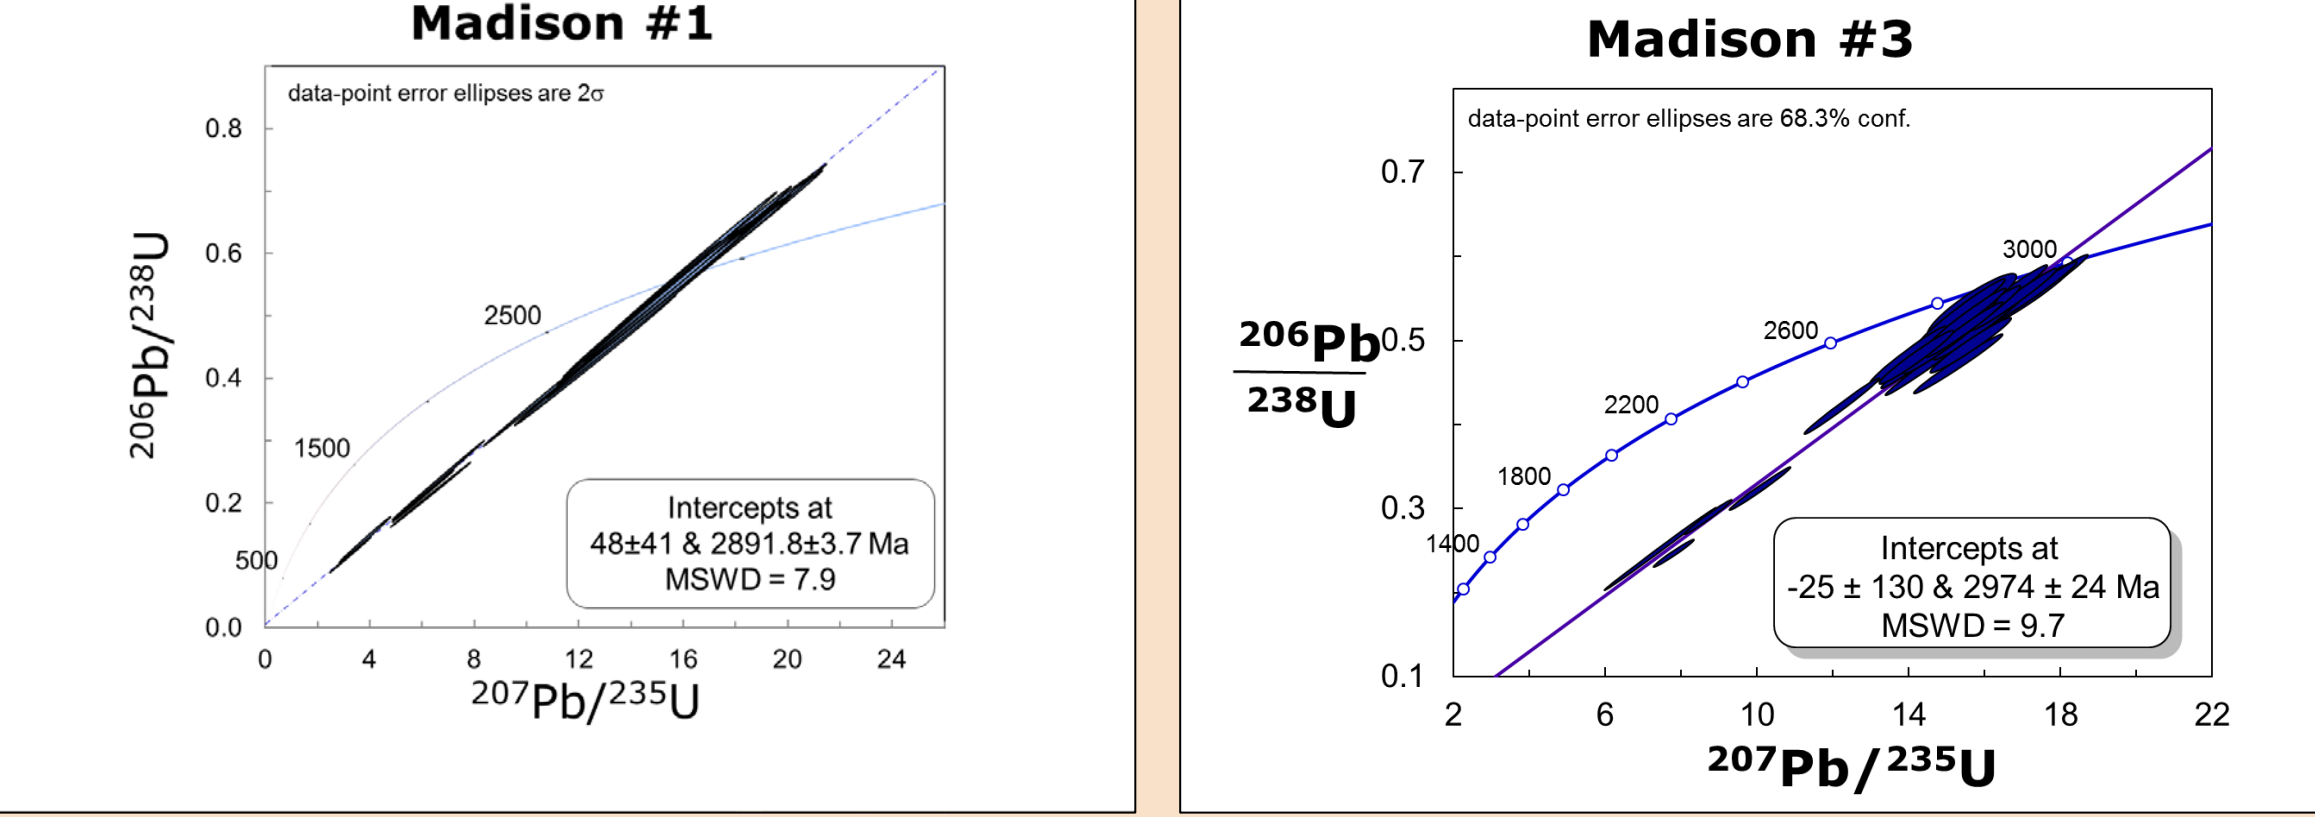 Madison #1
data-point error ellipses are 2σ
206Pb/238U
0.8
0.6
0.4
0.2
0.0
2500
1500
500
Intercepts at
48±41 & 2891.8±3.7 Ma
MSWD = 7.9
0 4 8 12 16 20 24
207Pb/235U
Madison #3
data-point error ellipses are 68.3% conf.
206Pb
238U
0.7
0.5
0.3
0.1
3000
2600
2200
1800
1400
Intercepts at
-25 ± 130 & 2974 ± 24 Ma
MSWD = 9.7
2 6 10 14 18 22
207Pb/235U